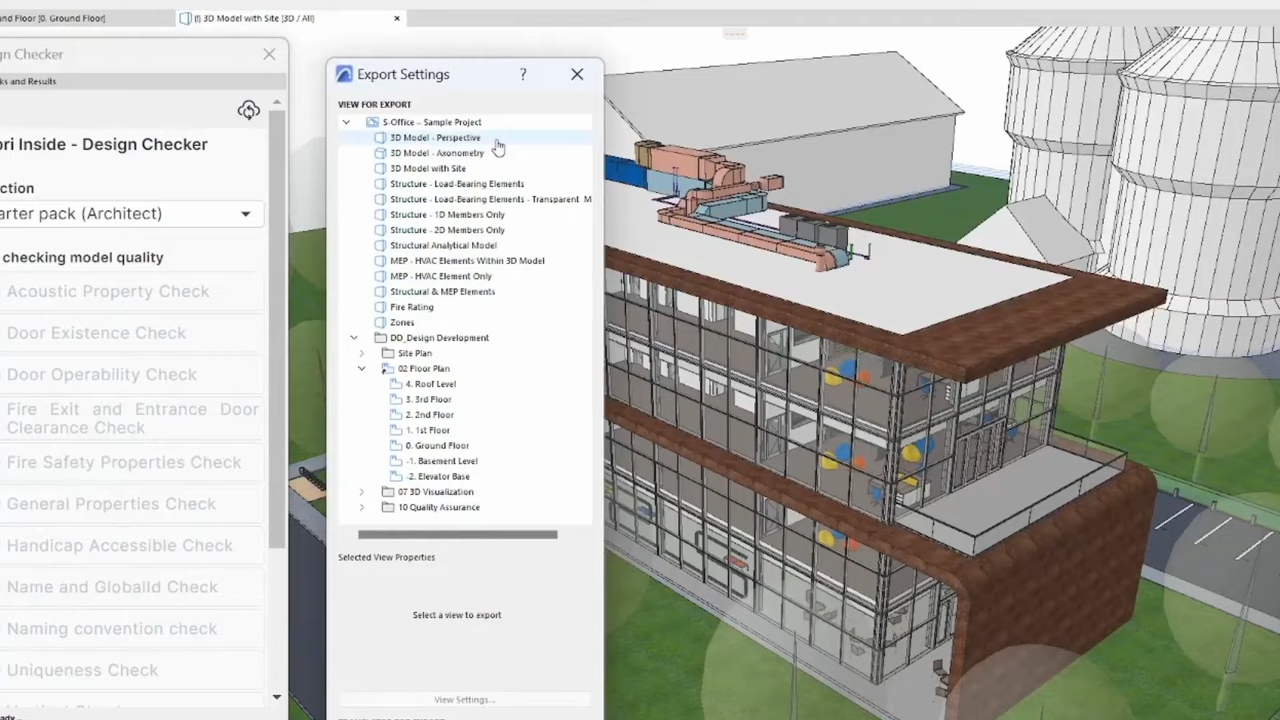 nd Floor [0. Ground Floor]
(!) 3D Model with Site [3D / All]
gn Checker
ks and Results
ori Inside - Design Checker
ction
arter pack (Architect)
checking model quality
Acoustic Property Check
Door Existence Check
Door Operability Check
Fire Exit and Entrance Door
Clearance Check
Fire Safety Properties Check
General Properties Check
Handicap Accessible Check
Name and GlobalId Check
Naming convention check
Uniqueness Check
ady...
Export Settings
?
VIEW FOR EXPORT
S-Office – Sample Project
3D Model - Perspective
3D Model - Axonometry
3D Model with Site
Structure - Load-Bearing Elements
Structure - Load-Bearing Elements - Transparent M
Structure - 1D Members Only
Structure - 2D Members Only
Structural Analytical Model
MEP - HVAC Elements Within 3D Model
MEP - HVAC Element Only
Structural & MEP Elements
Fire Rating
Zones
DD_Design Development
Site Plan
02 Floor Plan
4. Roof Level
3. 3rd Floor
2. 2nd Floor
1. 1st Floor
0. Ground Floor
-1. Basement Level
-2. Elevator Base
07 3D Visualization
10 Quality Assurance
Selected View Properties
Select a view to export
View Settings...